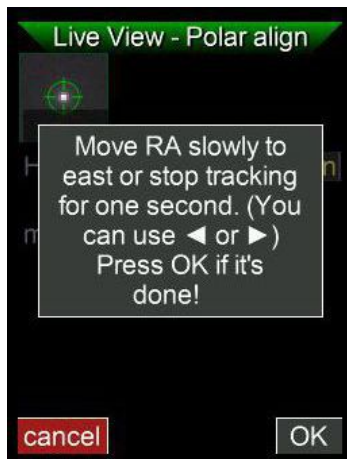 Live View - Polar align
Move RA slowly to
east or stop tracking
for one second. (You
can use ◄ or ►)
Press OK if it's
done!
cancel
OK